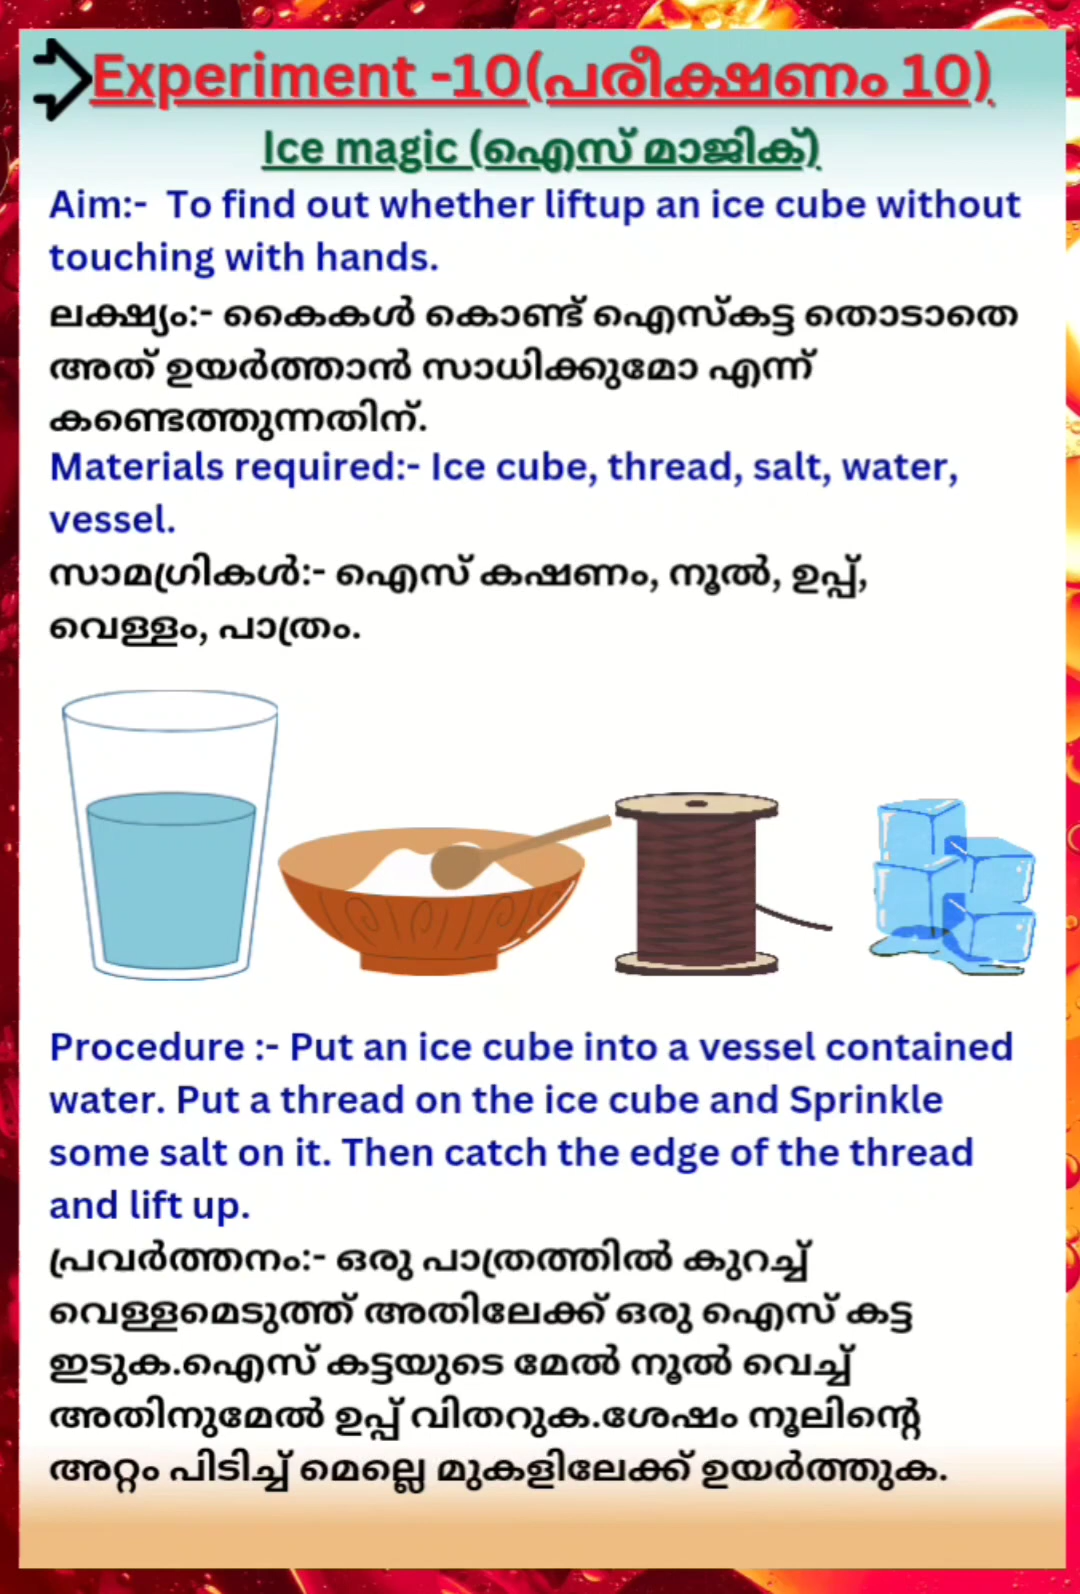 Experiment -10(പരീക്ഷണം 10)
Ice magic (ഐസ് മാജിക്)
Aim:- To find out whether liftup an ice cube without
touching with hands.
ലക്ഷ്യം:- കൈകൾ കൊണ്ട് ഐസ്കട്ട തൊടാതെ
അത് ഉയർത്താൻ സാധിക്കുമോ എന്ന്
കണ്ടെത്തുന്നതിന്.
Materials required:- Ice cube, thread, salt, water,
vessel.
സാമഗ്രികൾ:- ഐസ് കഷണം, നൂൽ, ഉപ്പ്,
വെള്ളം, പാത്രം.
Procedure :- Put an ice cube into a vessel contained
water. Put a thread on the ice cube and Sprinkle
some salt on it. Then catch the edge of the thread
and lift up.
പ്രവർത്തനം:- ഒരു പാത്രത്തിൽ കുറച്ച്
വെള്ളമെടുത്ത് അതിലേക്ക് ഒരു ഐസ് കട്ട
ഇടുക.ഐസ് കട്ടയുടെ മേൽ നൂൽ വെച്ച്
അതിനുമേൽ ഉപ്പ് വിതറുക.ശേഷം നൂലിന്റെ
അറ്റം പിടിച്ച് മെല്ലെ മുകളിലേക്ക് ഉയർത്തുക.